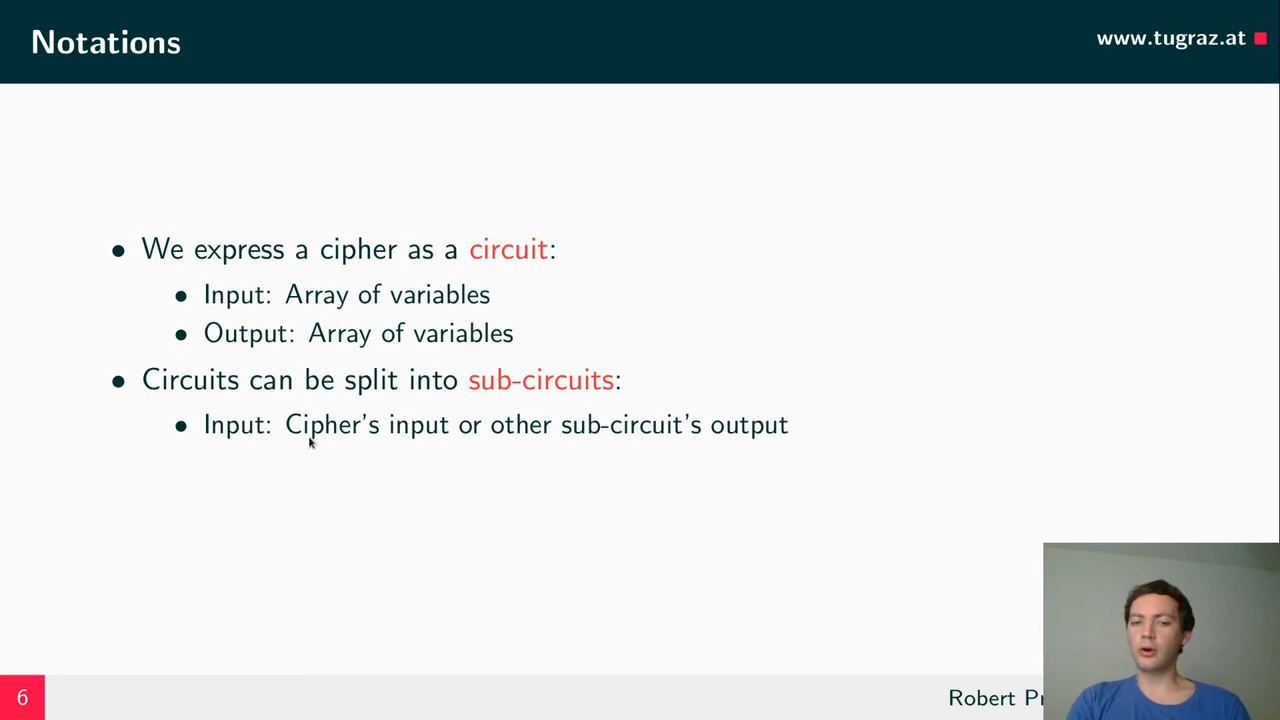 Notations
www.tugraz.at
We express a cipher as a circuit:
Input: Array of variables
Output: Array of variables
Circuits can be split into sub-circuits:
Input: Cipher's input or other sub-circuit's output
6
Robert